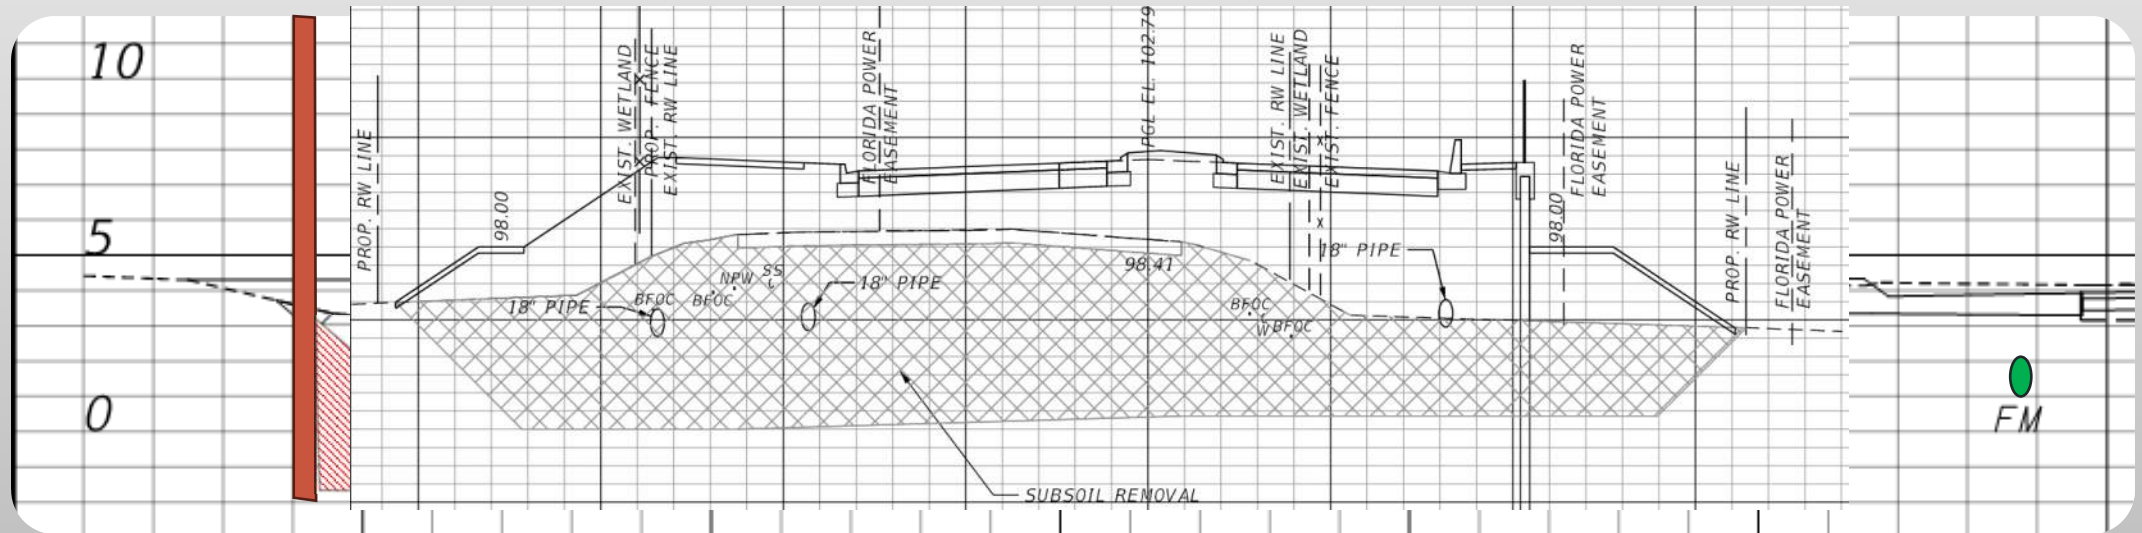 10
5
0
PROP. RW LINE
98.00
EXIST. WETLAND
PROP. FENCE
EXIST. RW LINE
FLORIDA POWER
EASEMENT
PGL EL. 102.79
EXIST. RW LINE
EXIST. WETLAND
EXIST. FENCE
FLORIDA POWER
EASEMENT
98.00
PROP. RW LINE
FLORIDA POWER
EASEMENT
18" PIPE
BFOC
BFOC
NPW
SS
18" PIPE
98.41
18" PIPE
BFOC
W
BFOC
SUBSOIL REMOVAL
FM